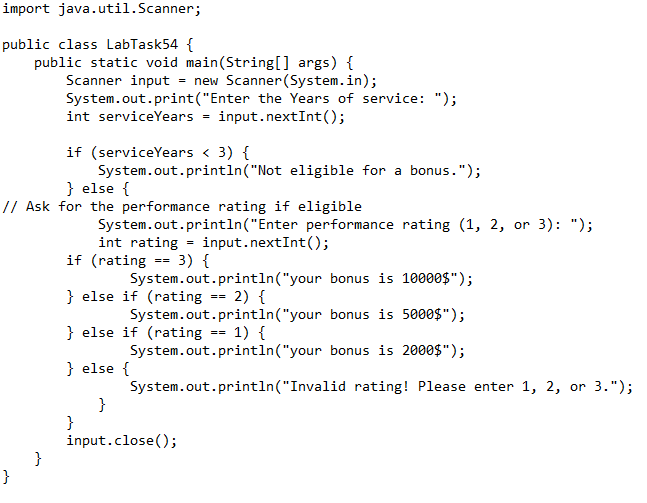 import java.util.Scanner;

public class LabTask54 {
    public static void main(String[] args) {
        Scanner input = new Scanner(System.in);
        System.out.print("Enter the Years of service: ");
        int serviceYears = input.nextInt();

        if (serviceYears < 3) {
            System.out.println("Not eligible for a bonus.");
        } else {
// Ask for the performance rating if eligible
            System.out.println("Enter performance rating (1, 2, or 3): ");
            int rating = input.nextInt();
        if (rating == 3) {
                System.out.println("your bonus is 10000$");
        } else if (rating == 2) {
                System.out.println("your bonus is 5000$");
        } else if (rating == 1) {
                System.out.println("your bonus is 2000$");
        } else {
                System.out.println("Invalid rating! Please enter 1, 2, or 3.");
            }
        }
        input.close();
    }
}